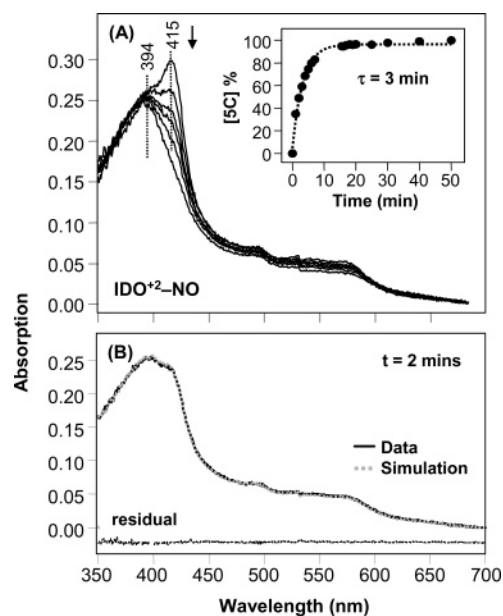 (A)
394
415
100
80
60
40
20
0
[5C] %
τ = 3 min
0 10 20 30 40 50
Time (min)
0.30
0.25
0.20
0.15
0.10
0.05
0.00
IDO+2–NO
Absorption
(B)
t = 2 mins
0.25
0.20
0.15
0.10
0.05
0.00
Data
Simulation
residual
350 400 450 500 550 600 650 700
Wavelength (nm)